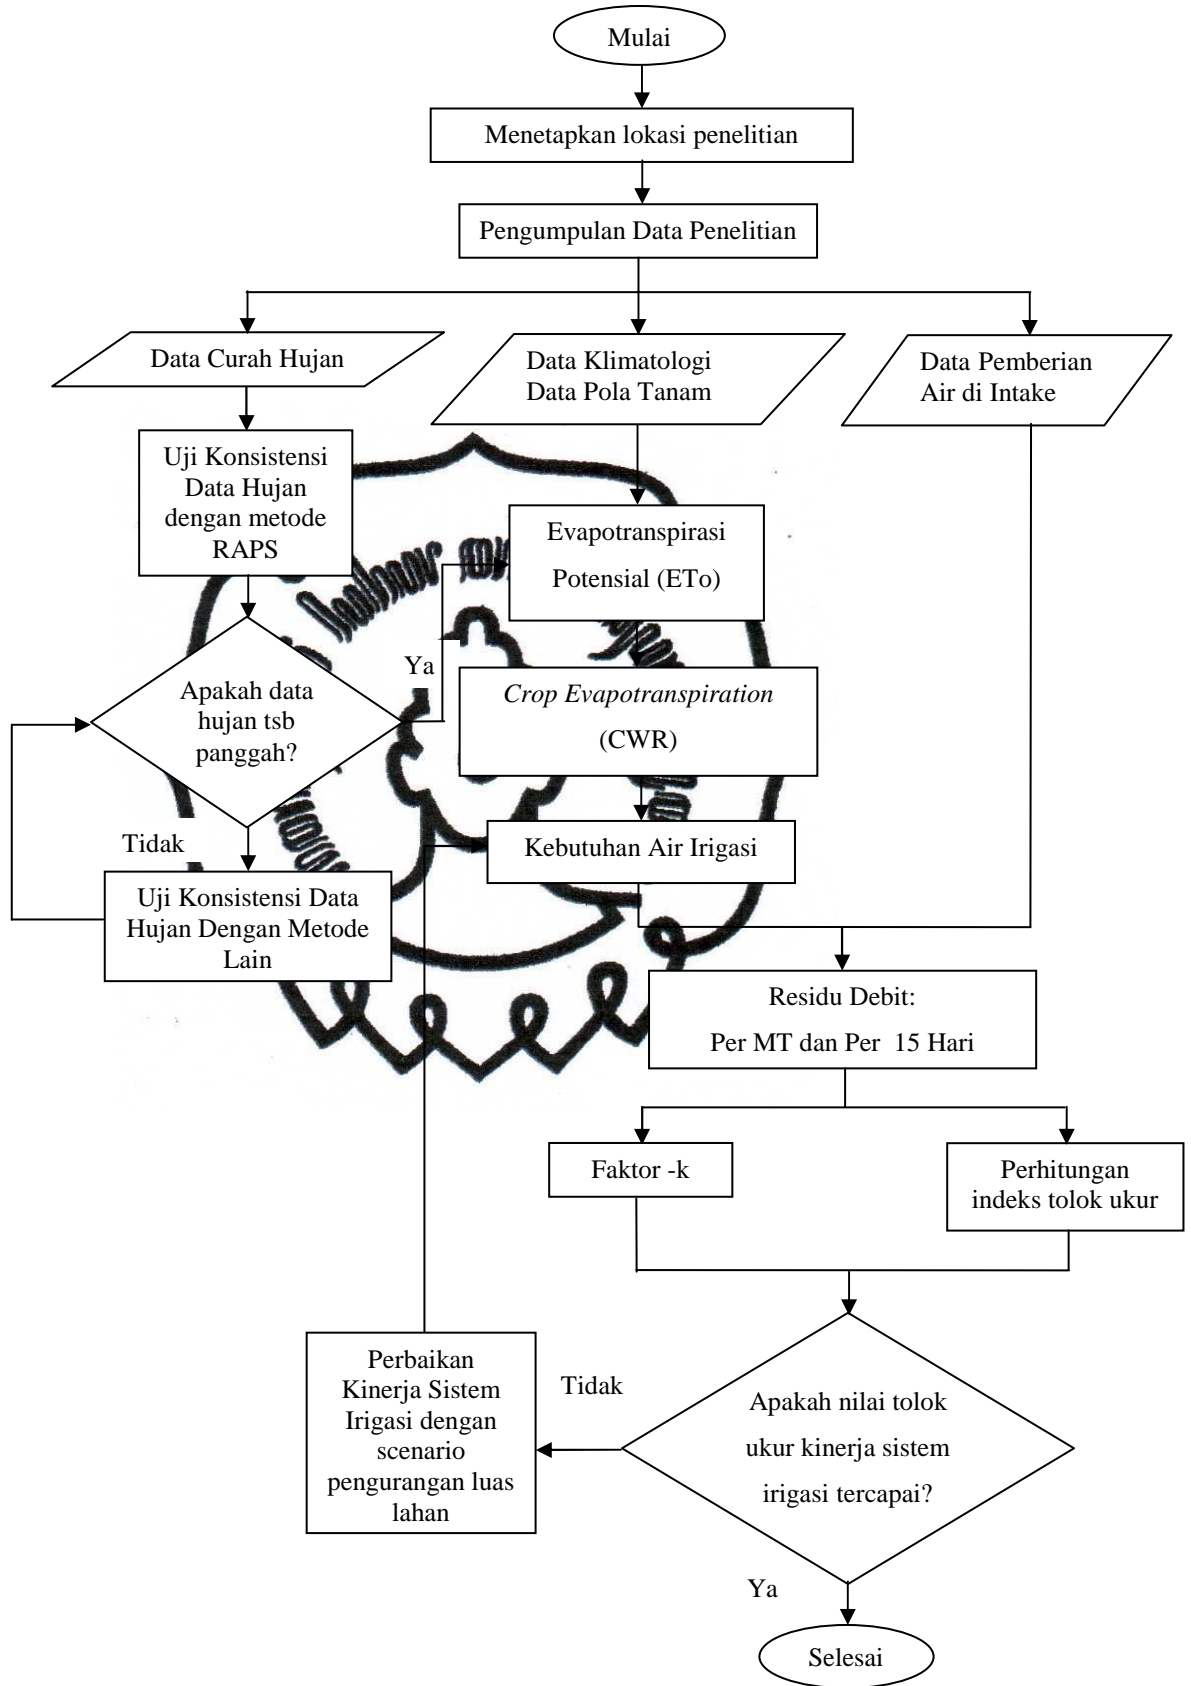 Mulai
Menetapkan lokasi penelitian
Pengumpulan Data Penelitian
Data Curah Hujan
Data Klimatologi
Data Pola Tanam
Data Pemberian
Air di Intake
Uji Konsistensi
Data Hujan
dengan metode
RAPS
Evapotranspirasi
Potensial (ETo)
Ya
Apakah data
hujan tsb
panggah?
Crop Evapotranspiration
(CWR)
Tidak
Kebutuhan Air Irigasi
Uji Konsistensi Data
Hujan Dengan Metode
Lain
Residu Debit:
Per MT dan Per 15 Hari
Faktor -k
Perhitungan
indeks tolok ukur
Perbaikan
Kinerja Sistem
Irigasi dengan
scenario
pengurangan luas
lahan
Tidak
Apakah nilai tolok
ukur kinerja sistem
irigasi tercapai?
Ya
Selesai